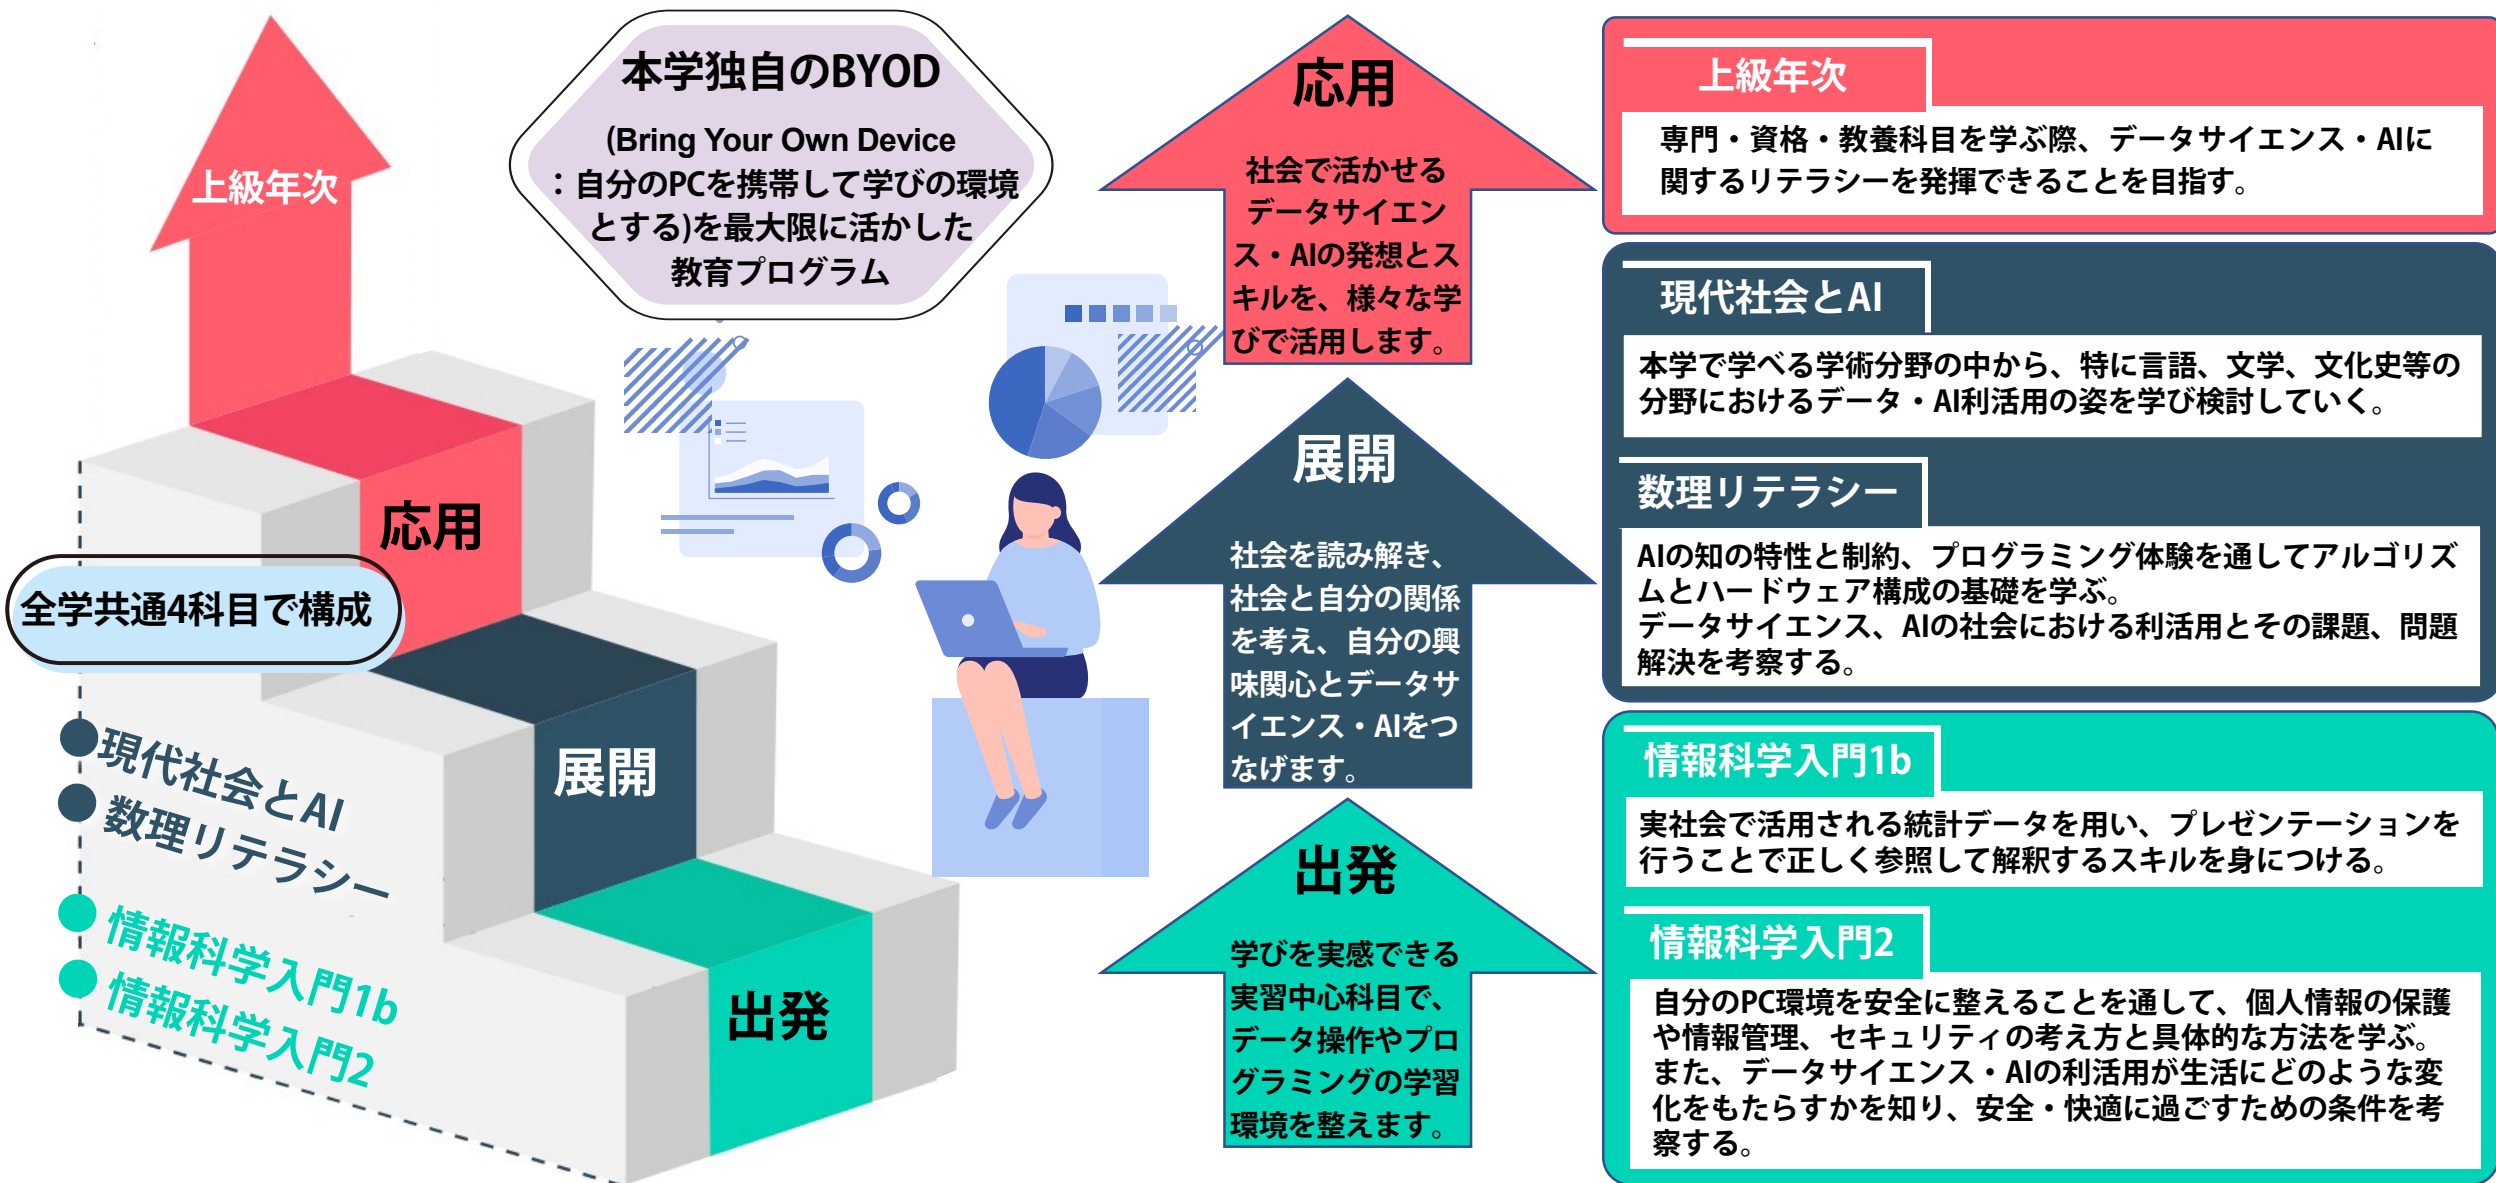 上級年次
応用
全学共通4科目で構成
展開
現代社会とAI
数理リテラシー
情報科学入門1b
情報科学入門2
出発
本学独自のBYOD
(Bring Your Own Device
：自分のPCを携帯して学びの環境
とする)を最大限に活かした
教育プログラム
応用
社会で活かせる
データサイエン
ス・AIの発想とス
キルを、様々な学
びで活用します。
展開
社会を読み解き、
社会と自分の関係
を考え、自分の興
味関心とデータサ
イエンス・AIをつ
なげます。
出発
学びを実感できる
実習中心科目で、
データ操作やプロ
グラミングの学習
環境を整えます。
上級年次
専門・資格・教養科目を学ぶ際、データサイエンス・AIに
関するリテラシーを発揮できることを目指す。
現代社会とAI
本学で学べる学術分野の中から、特に言語、文学、文化史等の
分野におけるデータ・AI利活用の姿を学び検討していく。
数理リテラシー
AIの知の特性と制約、プログラミング体験を通してアルゴリズ
ムとハードウェア構成の基礎を学ぶ。
データサイエンス、AIの社会における利活用とその課題、問題
解決を考察する。
情報科学入門1b
実社会で活用される統計データを用い、プレゼンテーションを
行うことで正しく参照して解釈するスキルを身につける。
情報科学入門2
自分のPC環境を安全に整えることを通して、個人情報の保護
や情報管理、セキュリティの考え方と具体的な方法を学ぶ。
また、データサイエンス・AIの利活用が生活にどのような変
化をもたらすかを知り、安全・快適に過ごすための条件を考
察する。